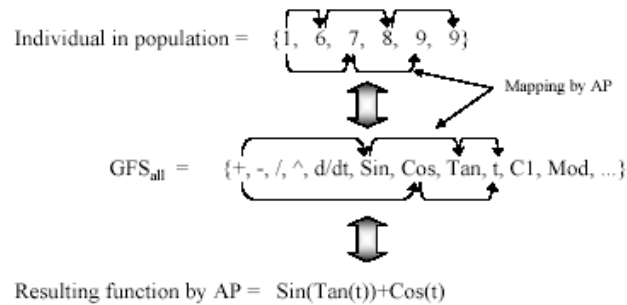 Individual in population = {1, 6, 7, 8, 9, 9}
Mapping by AP
GFSall = {+, -, /, ^, d/dt, Sin, Cos, Tan, t, C1, Mod, ...}
Resulting function by AP = Sin(Tan(t))+Cos(t)